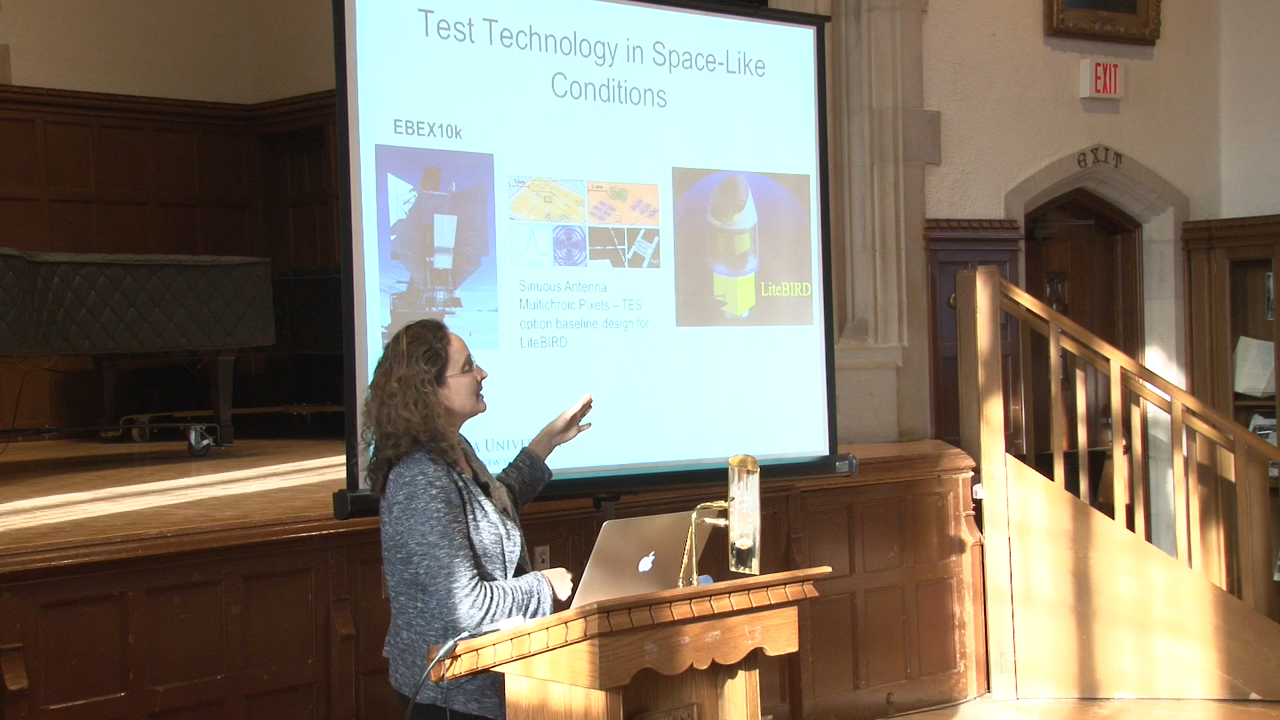 Test Technology in Space-Like
Conditions
EBEX10k
LiteBIRD
Sinuous Antenna
Multichroic Pixels – TES
option baseline design for
LiteBIRD
EXIT
EXIT